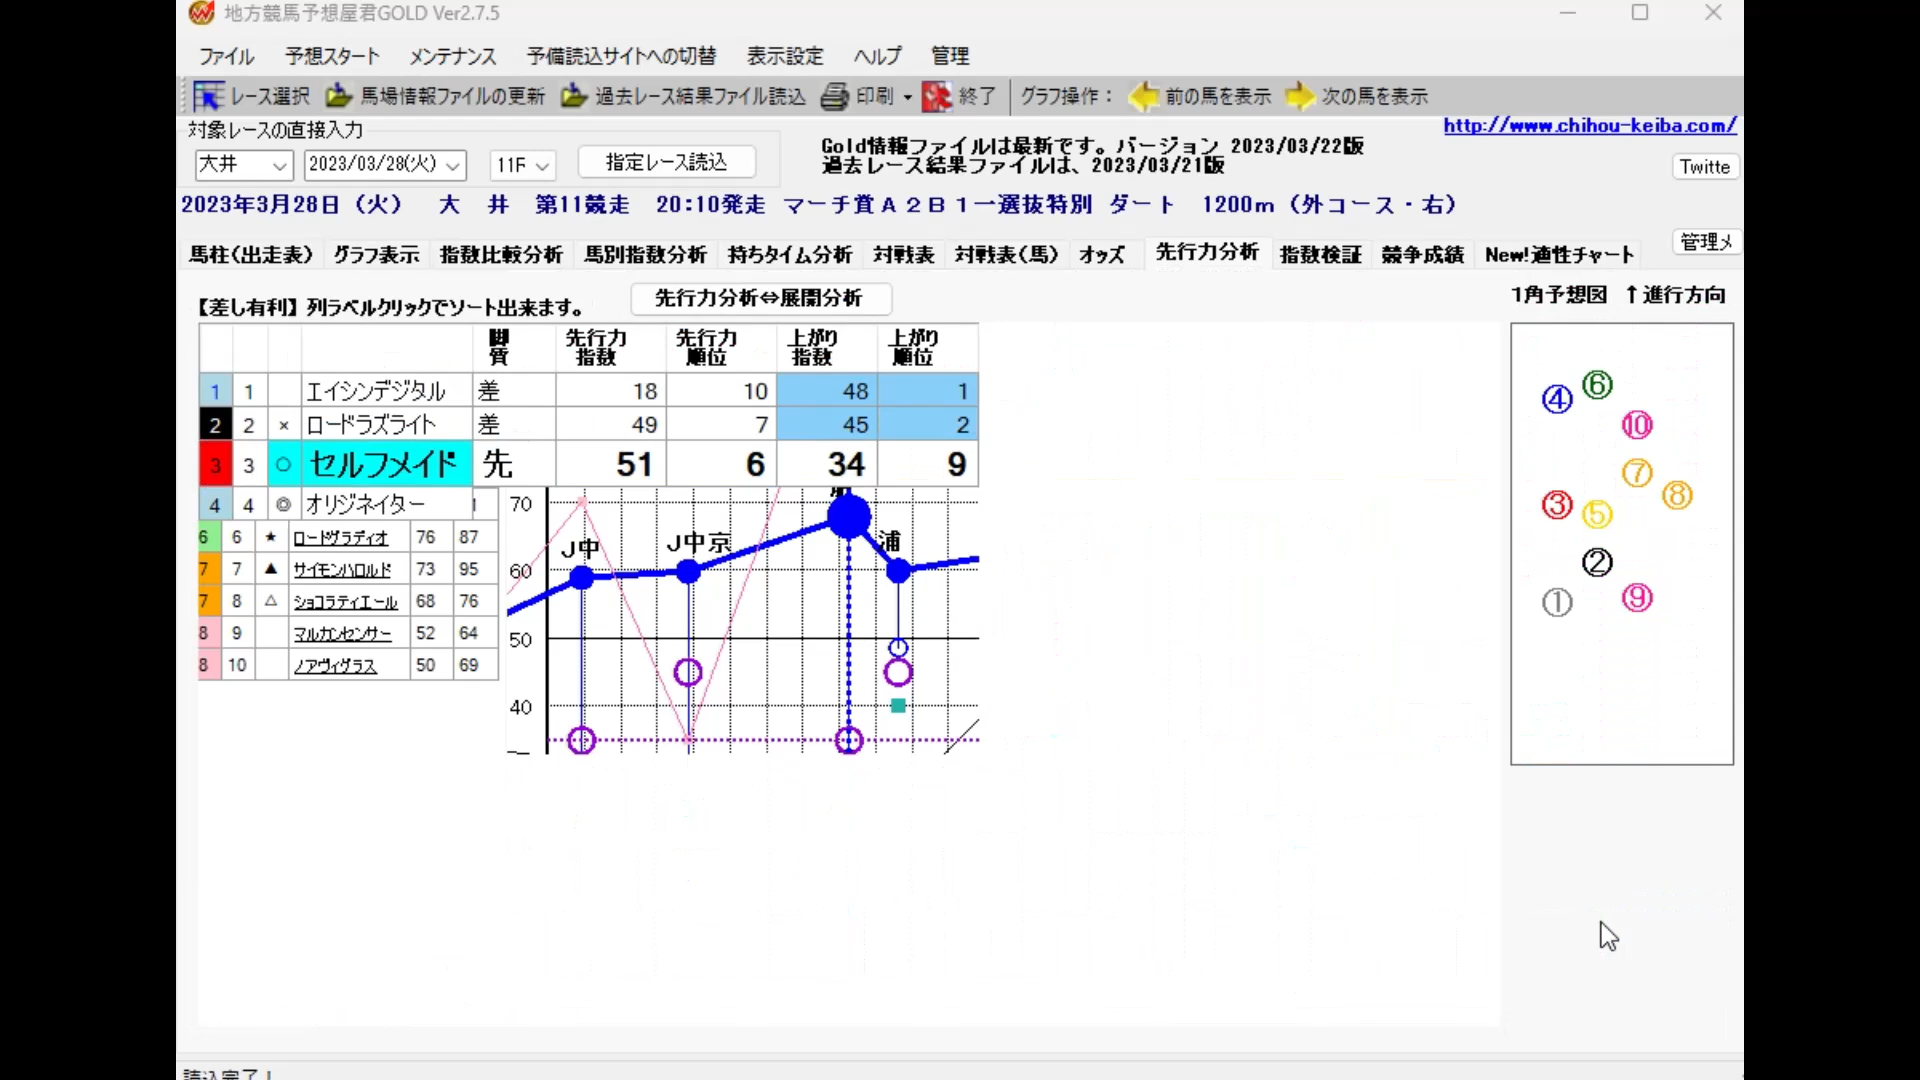 地方競馬予想屋君GOLD Ver2.7.5
ファイル 予想スタート メンテナンス 予備読込サイトへの切替 表示設定 ヘルプ 管理
レース選択 馬場情報ファイルの更新 過去レース結果ファイル読込 印刷 終了 グラフ操作： 前の馬を表示 次の馬を表示
対象レースの直接入力
http://www.chihou-keiba.com/
大井 2023/03/28(火) 11R 指定レース読込
Gold情報ファイルは最新です。バージョン 2023/03/22版
過去レース結果ファイルは、2023/03/21版
Twitte
2023年3月28日（火） 大 井 第11競走 20:10発走 マーチ賞Ａ２Ｂ１一選抜特別 ダート 1200m（外コース・右）
管理メ
馬柱(出走表) グラフ表示 指数比較分析 馬別指数分析 持ちタイム分析 対戦表 対戦表(馬) オッズ 先行力分析 指数検証 競争成績 New!適性チャート
【差し有利】列ラベルクリックでソート出来ます。 先行力分析⇔展開分析
1角予想図 ↑進行方向
脚質 先行力指数 先行力順位 上がり指数 上がり順位
1 1 エイシンデジタル 差 18 10 48 1
2 2 × ロードラズライト 差 49 7 45 2
3 3 ○ セルフメイド 先 51 6 34 9
4 4 ◎ オリジネイター
6 6 ★ ロードグラディオ 76 87
7 7 ▲ サイモンハロルド 73 95
7 8 △ ショコラティエール 68 76
8 9 マルカンセンサー 52 64
8 10 ノアヴィグラス 50 69
70
60
50
40
J中 J中京 浦
⑥
④
⑩
⑦
⑧
③
⑤
②
⑨
①
読込完了！